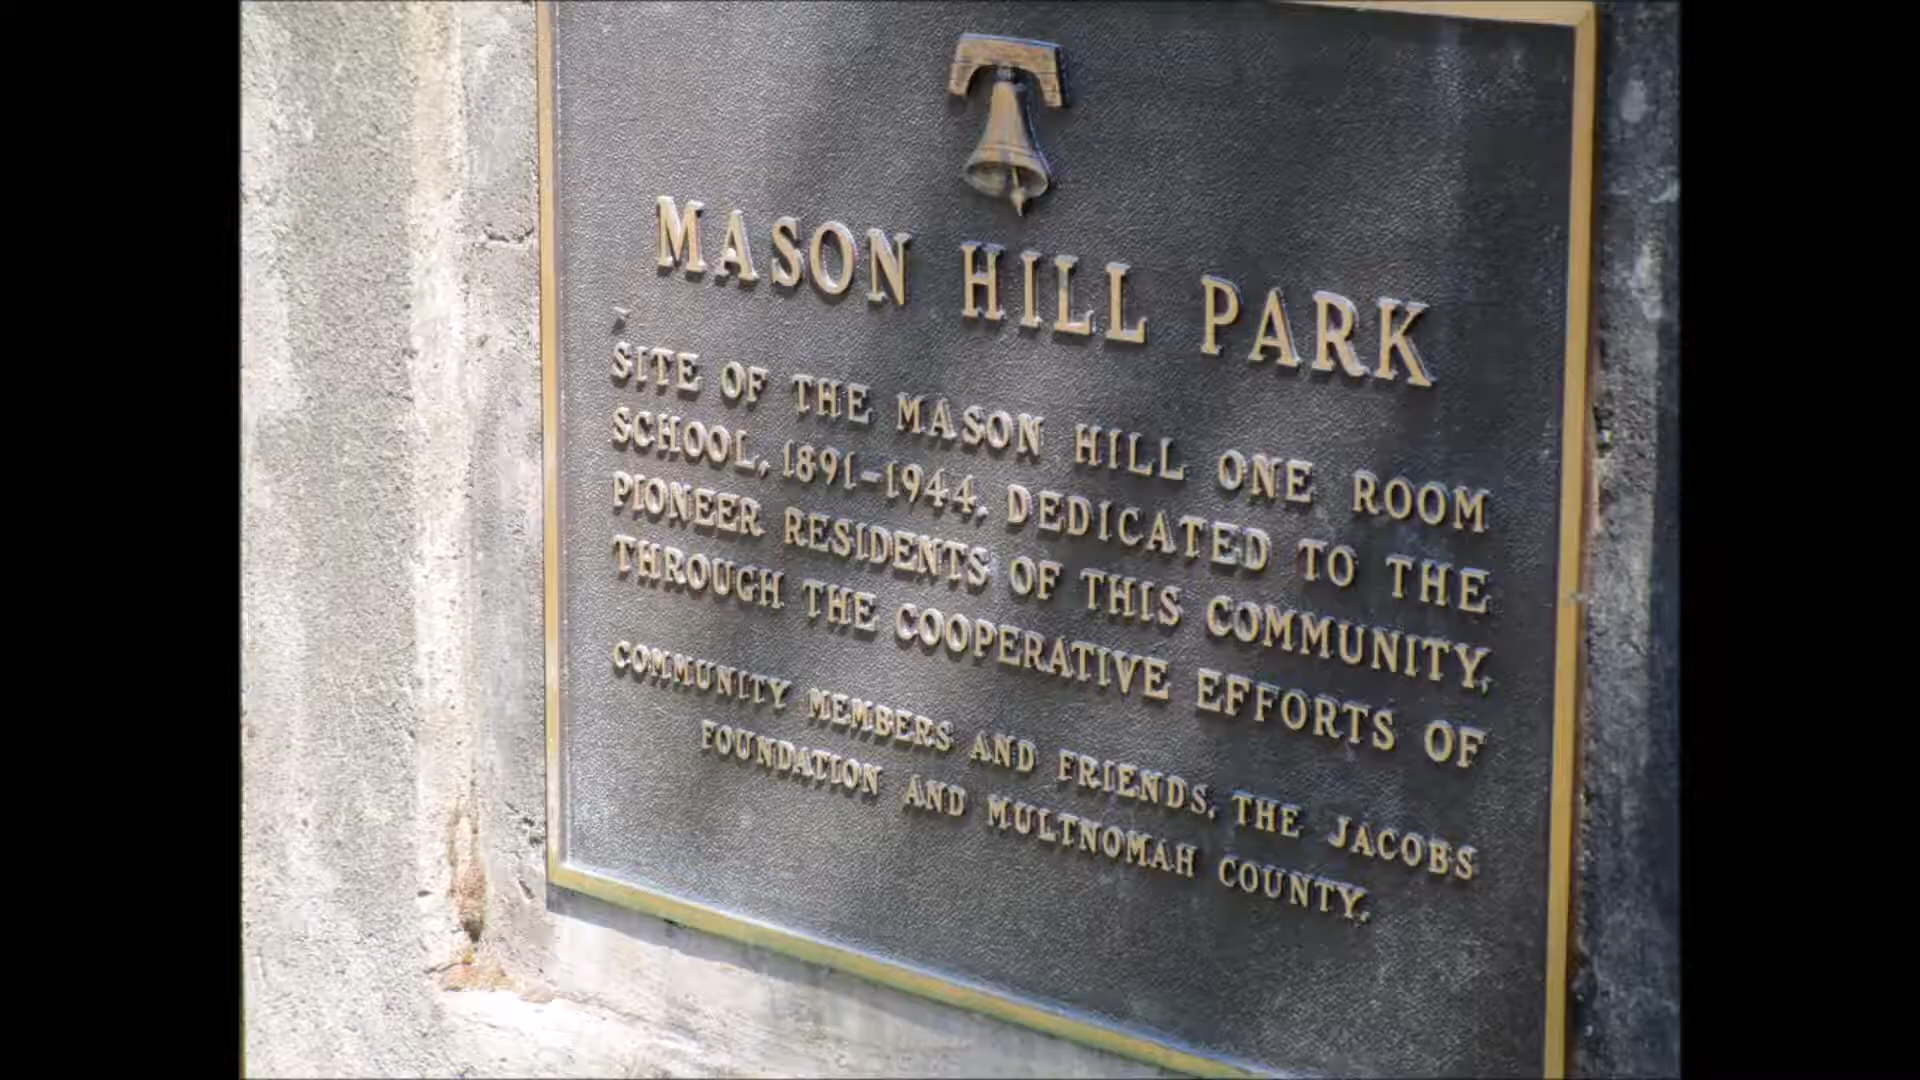 MASON HILL PARK
SITE OF THE MASON HILL ONE ROOM
SCHOOL, 1891-1944. DEDICATED TO THE
PIONEER RESIDENTS OF THIS COMMUNITY,
THROUGH THE COOPERATIVE EFFORTS OF
COMMUNITY MEMBERS AND FRIENDS, THE JACOBS
FOUNDATION AND MULTNOMAH COUNTY.